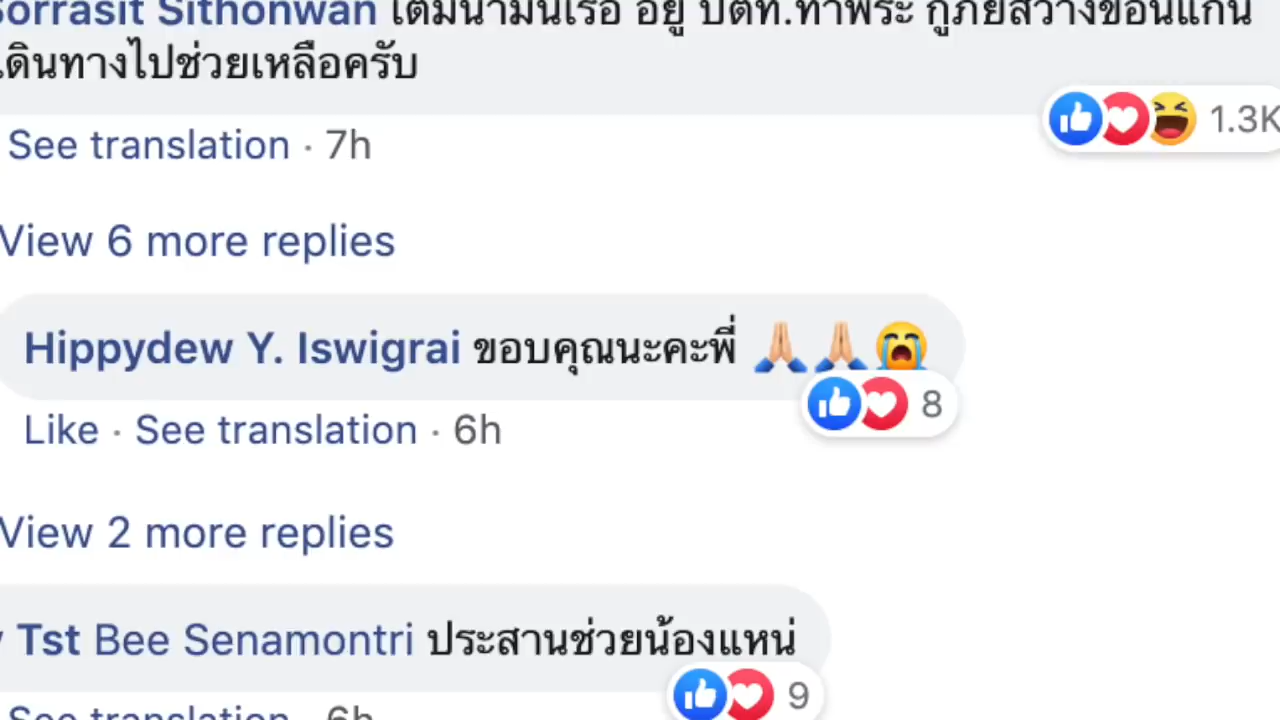 Sorrasit Sithonwan เติมน้ำมันเรือ อยู่ ปตท.ท่าพระ กู้ภัยสว่างขอนแก่น
เดินทางไปช่วยเหลือครับ
1.3K
See translation · 7h
View 6 more replies
Hippydew Y. Iswigrai ขอบคุณนะคะพี่ 🙏🏼🙏🏼😭
8
Like · See translation · 6h
View 2 more replies
Tst Bee Senamontri ประสานช่วยน้องแหน่
9
See translation · 6h